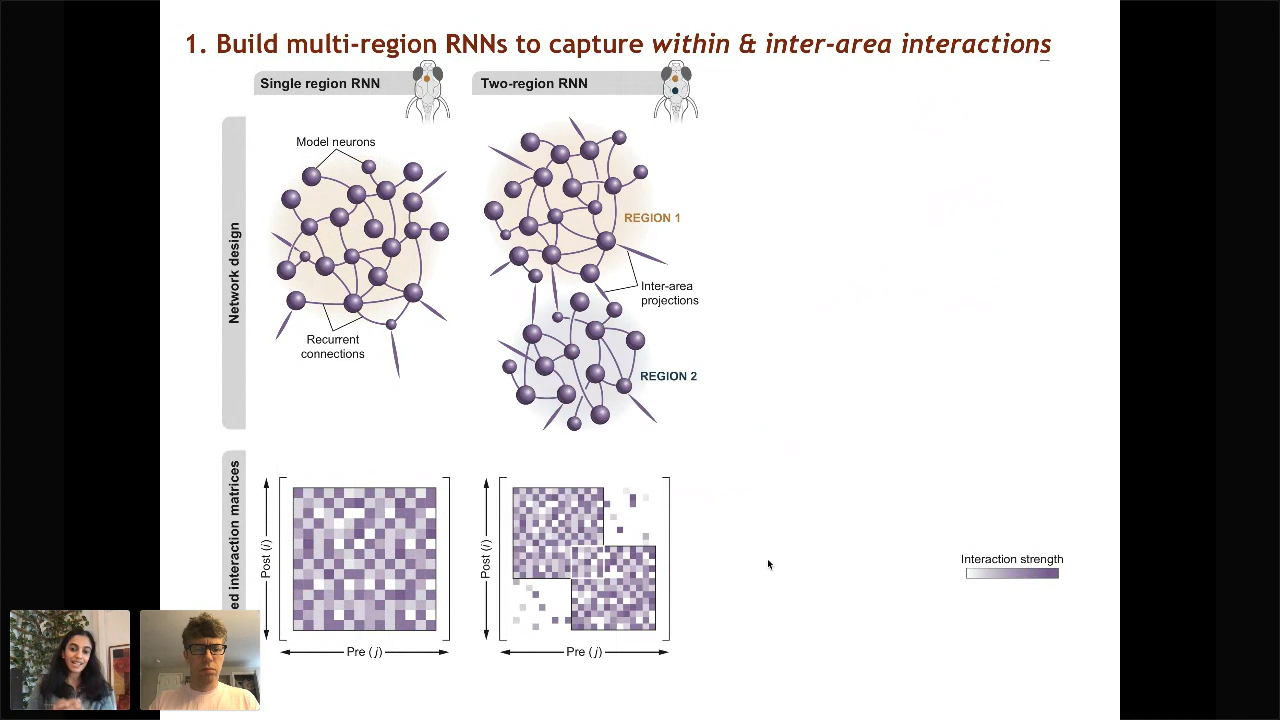 1. Build multi-region RNNs to capture within & inter-area interactions
Single region RNN
Two-region RNN
Network design
Model neurons
Recurrent
connections
REGION 1
Inter-area
projections
REGION 2
ed interaction matrices
Post (i)
Pre (j)
Post (i)
Pre (j)
Interaction strength